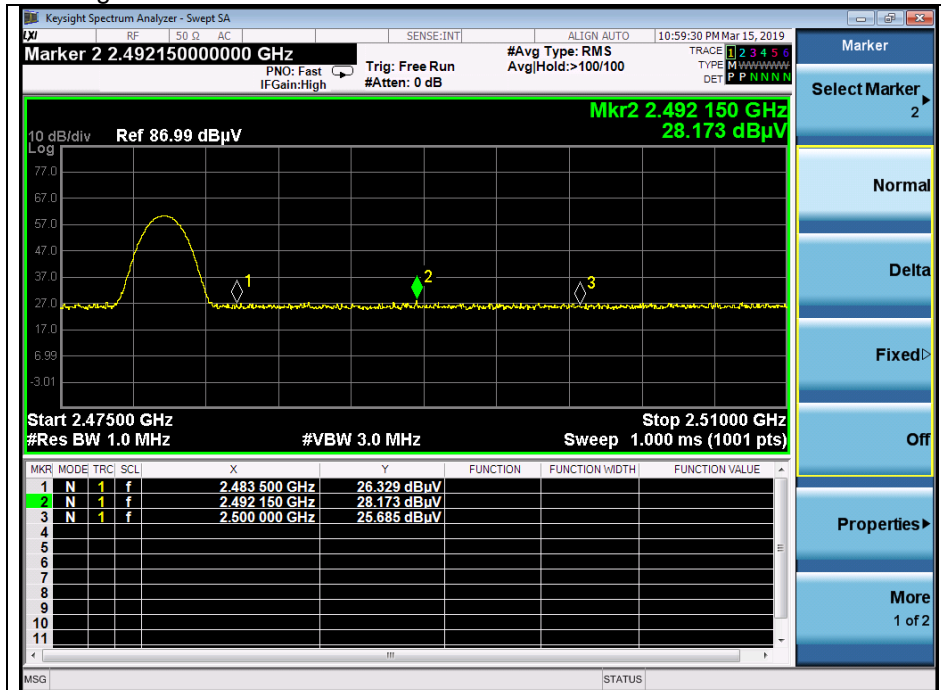 Keysight Spectrum Analyzer - Swept SA
LXI RF 50 Ω AC SENSE:INT ALIGN AUTO 10:59:30 PM Mar 15, 2019
Marker 2 2.492150000000 GHz
PNO: Fast
IFGain:High
Trig: Free Run
#Atten: 0 dB
#Avg Type: RMS
Avg|Hold:>100/100
TRACE 1 2 3 4 5 6
TYPE M W W W W W
DET P P N N N N
Mkr2 2.492 150 GHz
28.173 dBµV
10 dB/div Ref 86.99 dBµV
Log
77.0
67.0
57.0
47.0
37.0
27.0
17.0
6.99
-3.01
1
2
3
Start 2.47500 GHz Stop 2.51000 GHz
#Res BW 1.0 MHz #VBW 3.0 MHz Sweep 1.000 ms (1001 pts)
MKR MODE TRC SCL X Y FUNCTION FUNCTION WIDTH FUNCTION VALUE
1 N 1 f 2.483 500 GHz 26.329 dBµV
2 N 1 f 2.492 150 GHz 28.173 dBµV
3 N 1 f 2.500 000 GHz 25.685 dBµV
4
5
6
7
8
9
10
11
MSG STATUS
Marker
Select Marker
2
Normal
Delta
Fixed
Off
Properties
More
1 of 2